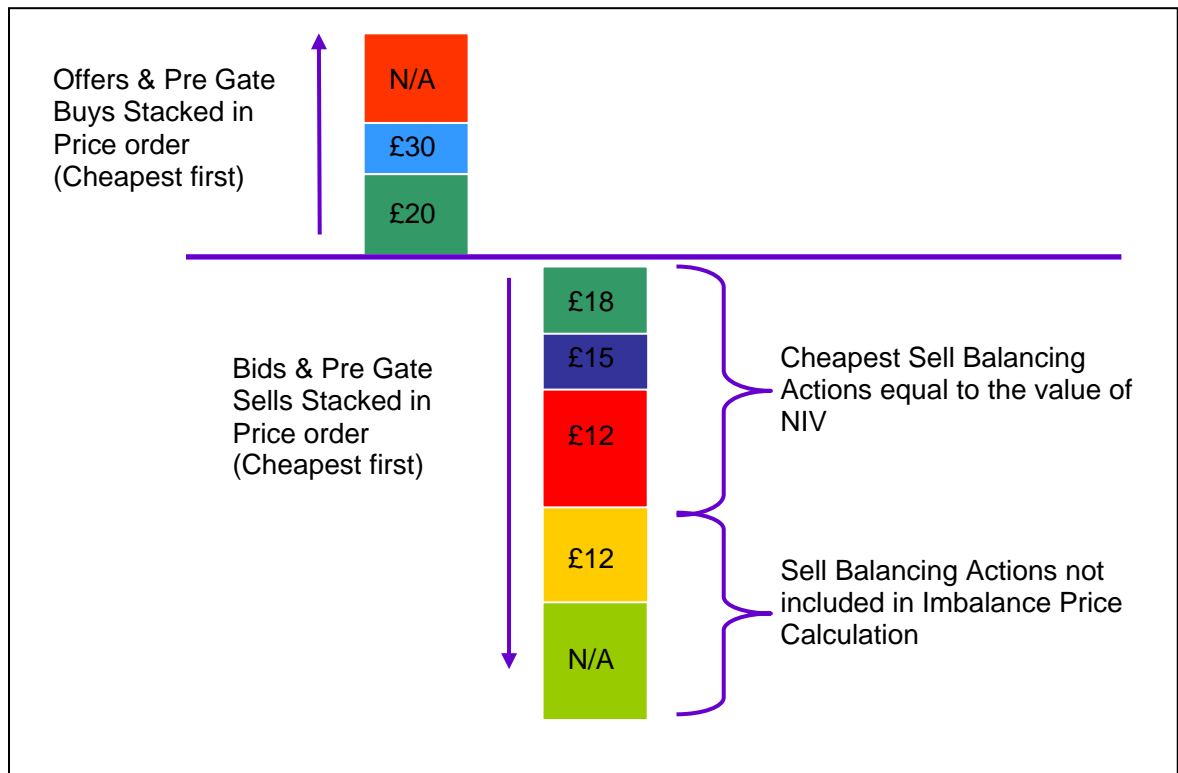 Offers & Pre Gate
Buys Stacked in
Price order
(Cheapest first)
N/A
£30
£20
Bids & Pre Gate
Sells Stacked in
Price order
(Cheapest first)
£18
£15
£12
£12
N/A
Cheapest Sell Balancing
Actions equal to the value of
NIV
Sell Balancing Actions not
included in Imbalance Price
Calculation